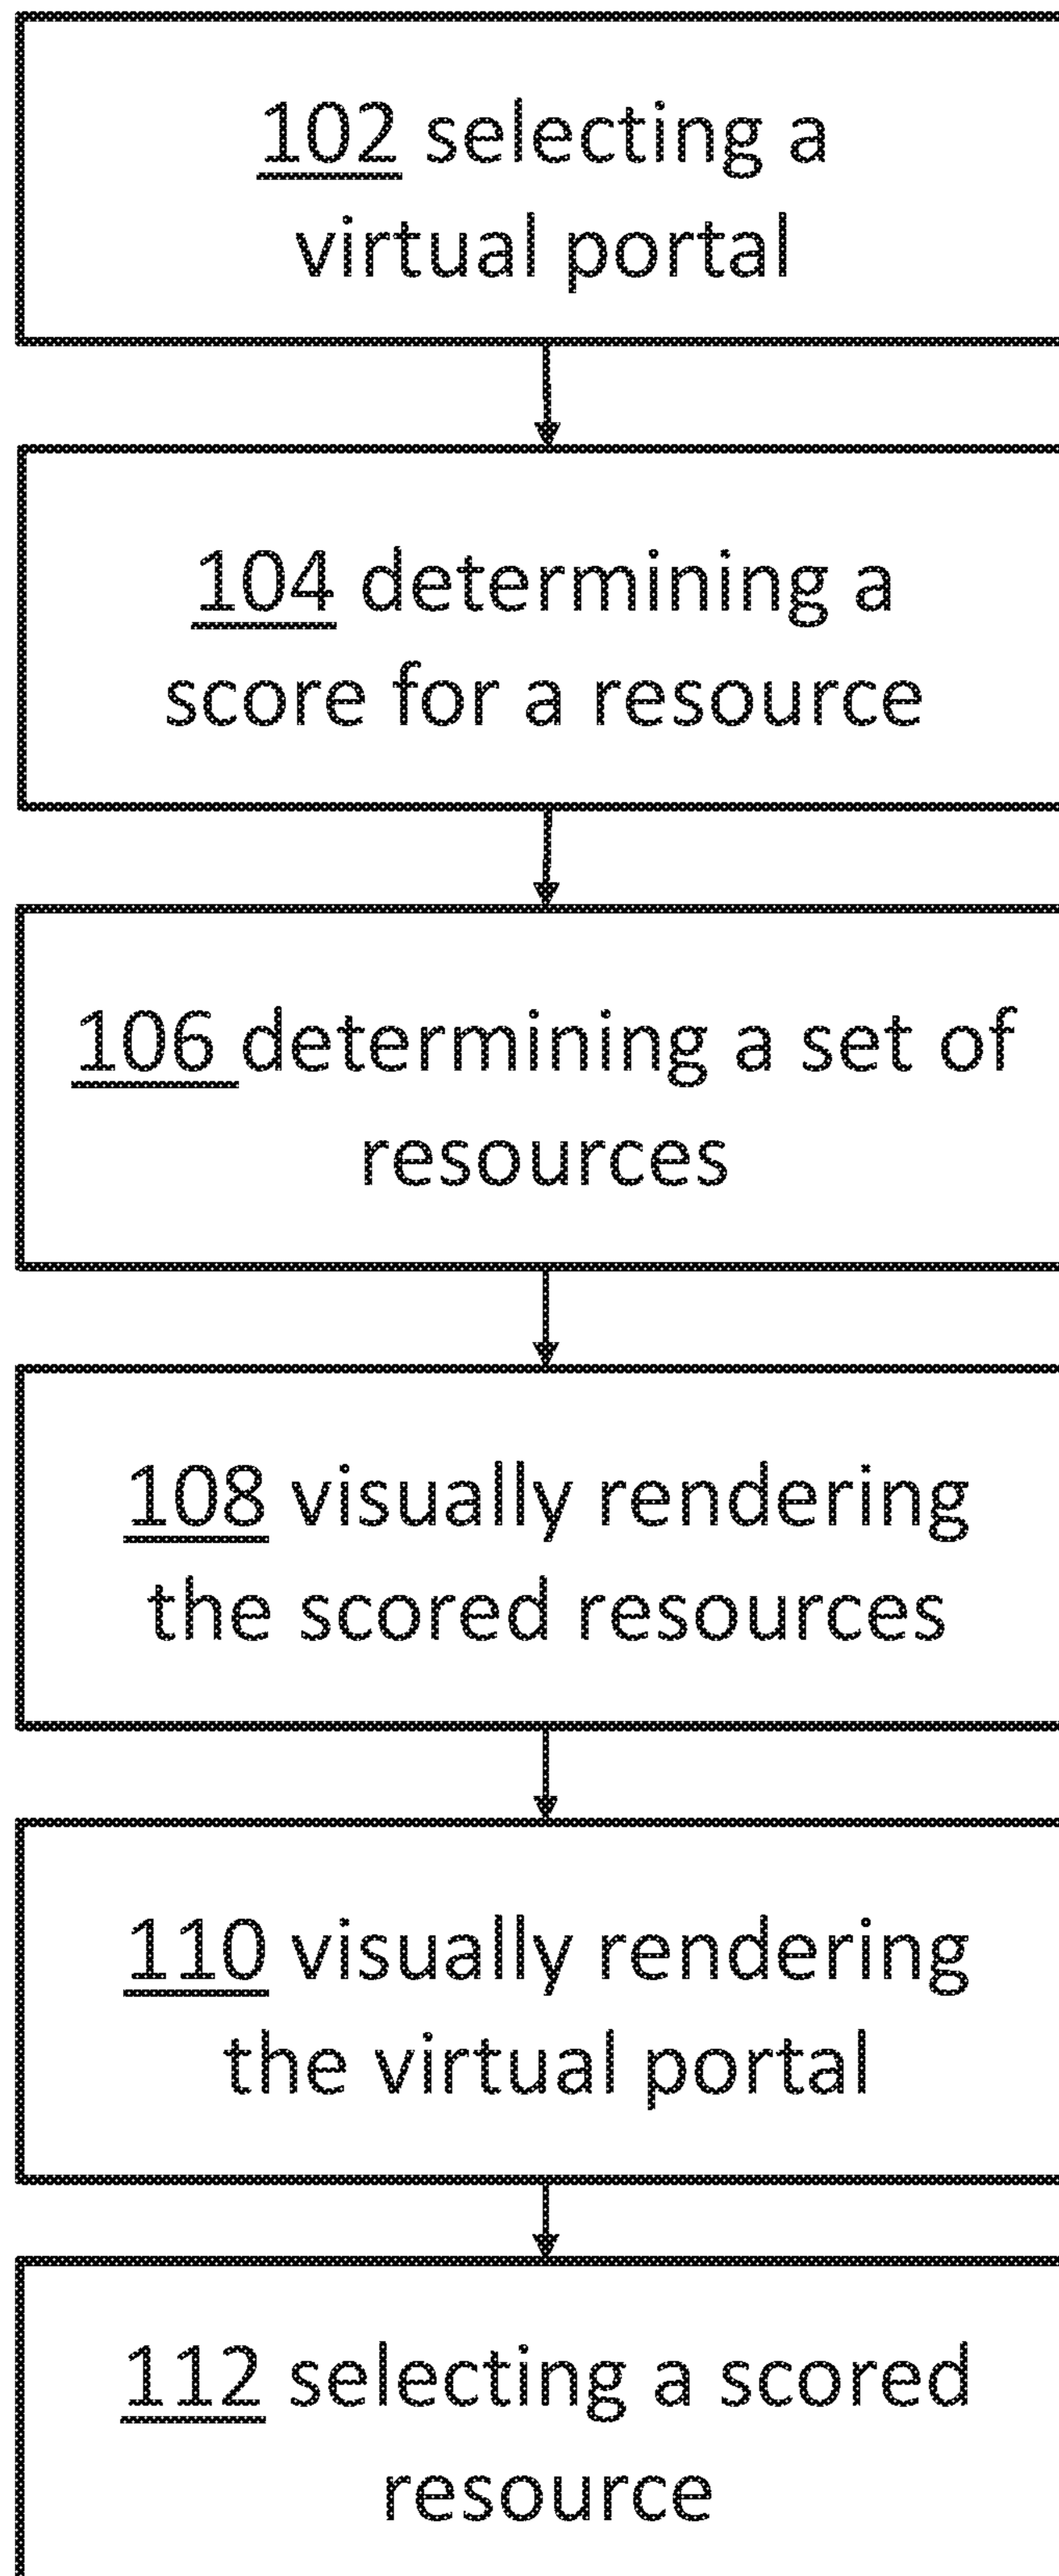 102 selecting a
virtual portal
104 determining a
score for a resource
106 determining a set of
resources
108 visually rendering
the scored resources
110 visually rendering
the virtual portal
112 selecting a scored
resource